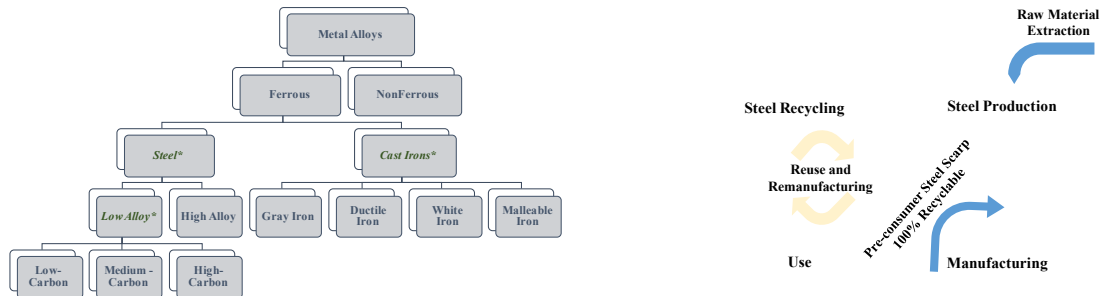 Metal Alloys
Ferrous
NonFerrous
Steel*
Cast Irons*
Low Alloy*
High Alloy
Gray Iron
Ductile
Iron
White
Iron
Malleable
Iron
Low-
Carbon
Medium -
Carbon
High-
Carbon
Raw Material
Extraction
Steel Recycling
Steel Production
Reuse and
Remanufacturing
Pre-consumer Steel Scarp
100% Recyclable
Use
Manufacturing